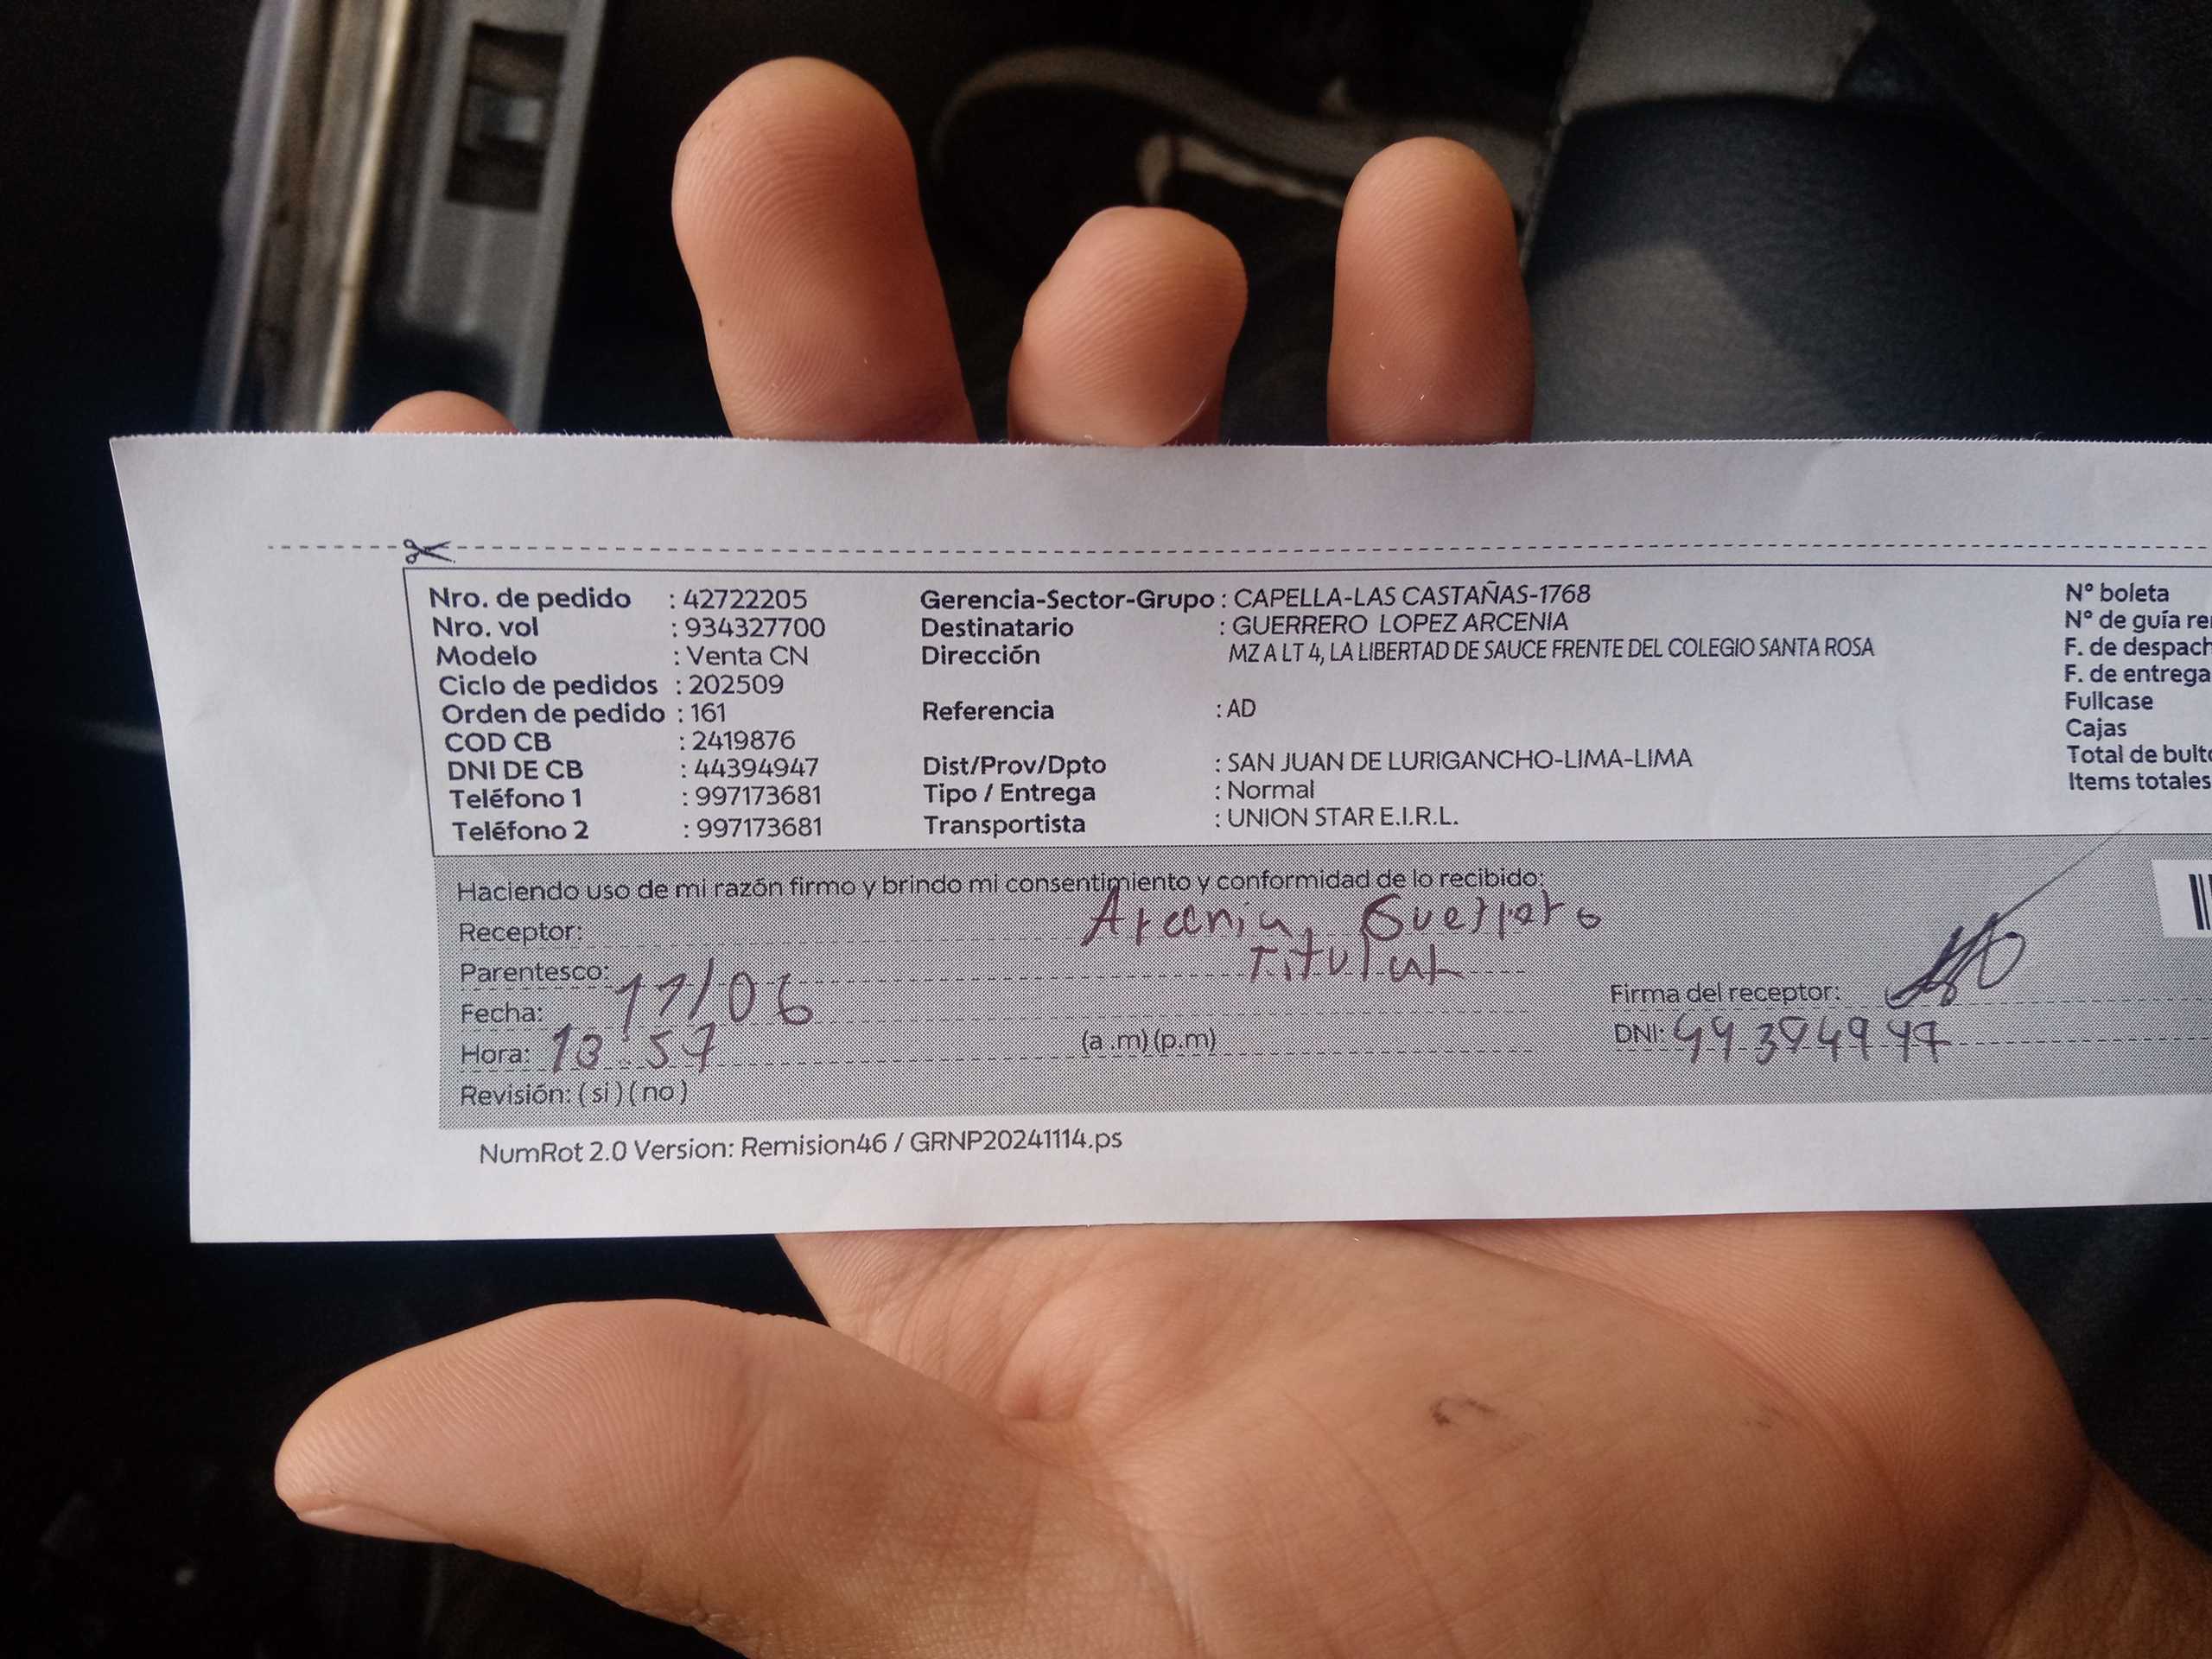 Nro. de pedido : 42722205 Gerencia-Sector-Grupo : CAPELLA-LAS CASTAÑAS-1768 N° boleta
Nro. vol : 934327700 Destinatario : GUERRERO LOPEZ ARCENIA N° de guía re
Modelo : Venta CN Dirección MZ A LT 4, LA LIBERTAD DE SAUCE FRENTE DEL COLEGIO SANTA ROSA F. de despach
Ciclo de pedidos : 202509 F. de entrega
Orden de pedido : 161 Referencia : AD Fullcase
COD CB : 2419876 Cajas
DNI DE CB : 44394947 Dist/Prov/Dpto : SAN JUAN DE LURIGANCHO-LIMA-LIMA Total de bult
Teléfono 1 : 997173681 Tipo / Entrega : Normal Items totales
Teléfono 2 : 997173681 Transportista : UNION STAR E.I.R.L.
Haciendo uso de mi razón firmo y brindo mi consentimiento y conformidad de lo recibido:
Receptor: Arcenia Guerrero
Parentesco: Titular
Fecha: 11/06 Firma del receptor:
Hora: 13:57 (a .m) (p.m) DNI: 44394947
Revisión: ( si ) ( no )
NumRot 2.0 Version: Remision46 / GRNP20241114.ps